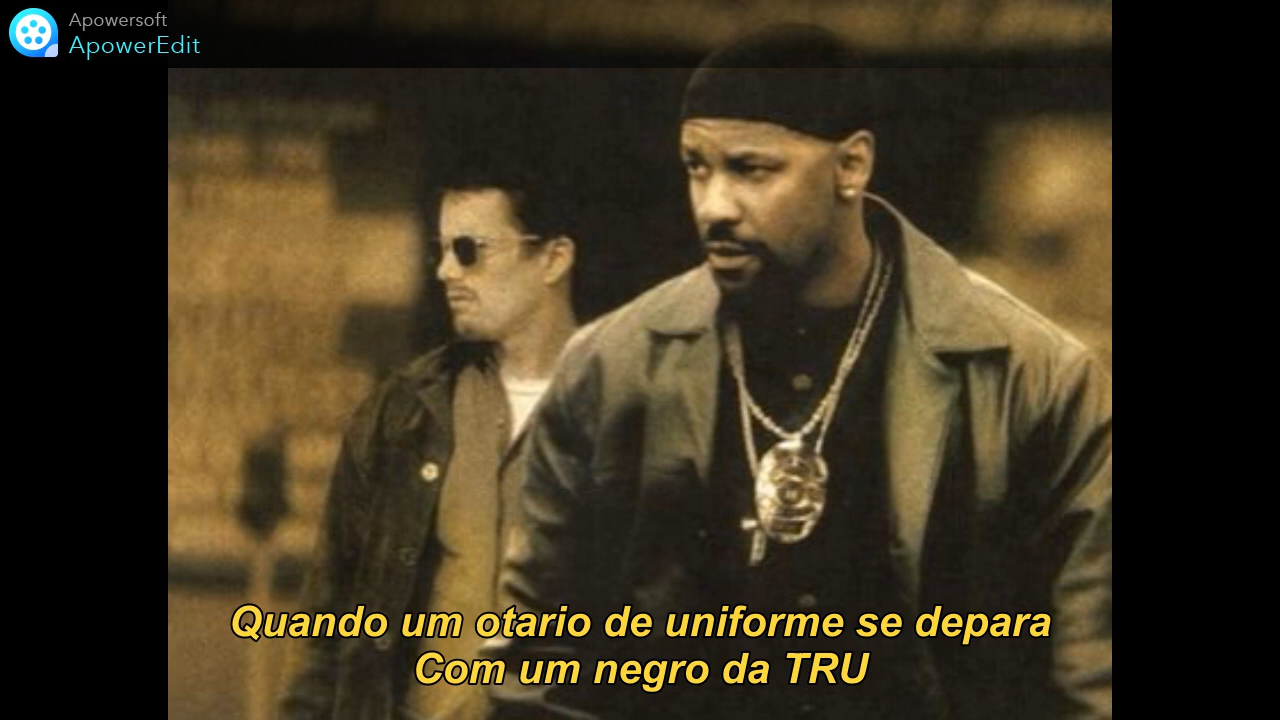 Apowersoft
ApowerEdit
Quando um otario de uniforme se depara
Com um negro da TRU